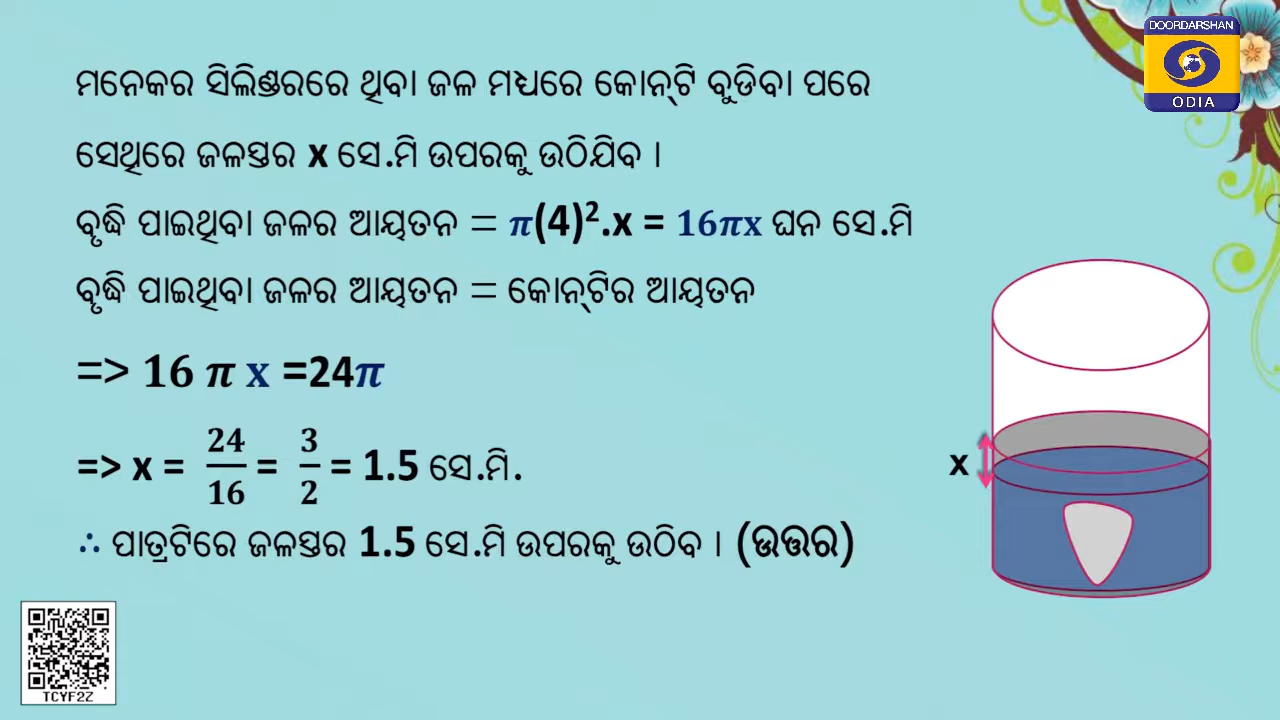 DOORDARSHAN
ODIA
ମନେକର ସିଲିଣ୍ଡରରେ ଥିବା ଜଳ ମଧ୍ୟରେ କୋନ୍‌ଟି ବୁଡିବା ପରେ
ସେଥିରେ ଜଳସ୍ତର x ସେ.ମି ଉପରକୁ ଉଠିଯିବ ।
ବୃଦ୍ଧି ପାଇଥିବା ଜଳର ଆୟତନ = π(4)².x = 16πx ଘନ ସେ.ମି
ବୃଦ୍ଧି ପାଇଥିବା ଜଳର ଆୟତନ = କୋନ୍‌ଟିର ଆୟତନ
=> 16 π x =24π
=> x = 24/16 = 3/2 = 1.5 ସେ.ମି.
∴ ପାତ୍ରଟିରେ ଜଳସ୍ତର 1.5 ସେ.ମି ଉପରକୁ ଉଠିବ । (ଉତ୍ତର)
x
TCYF2Z